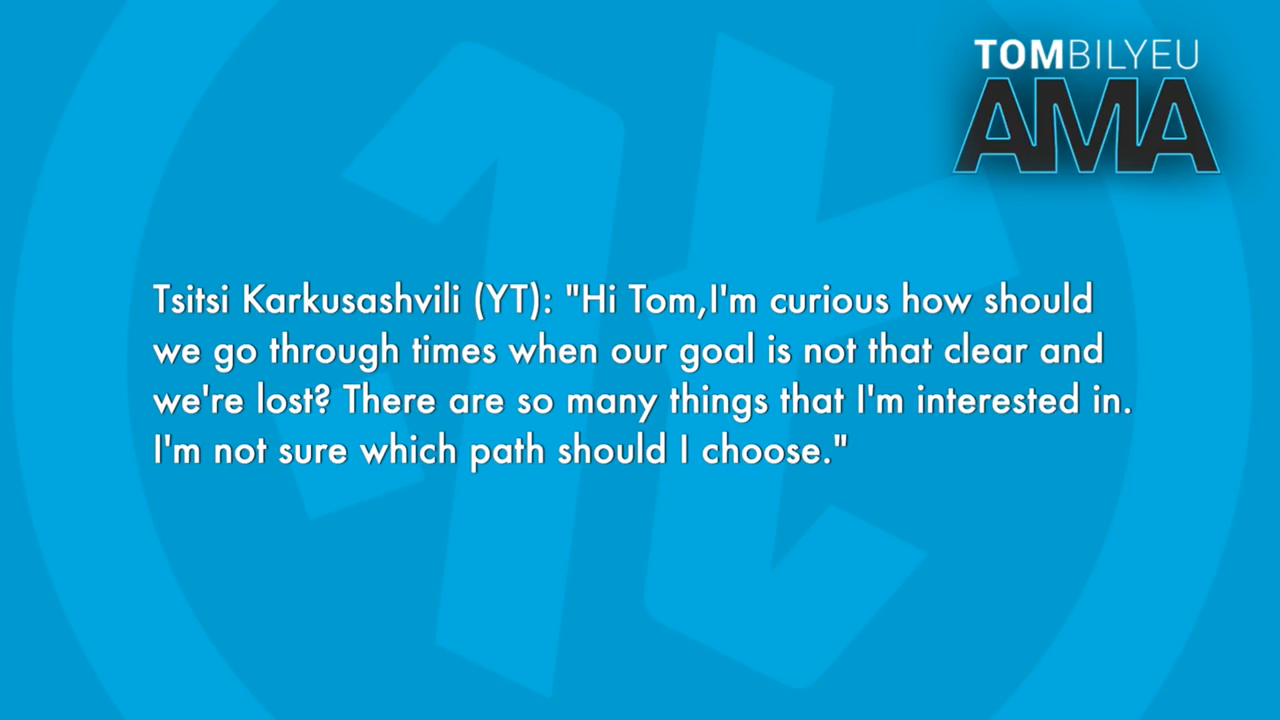 TOMBILYEU
AMA
Tsitsi Karkusashvili (YT): "Hi Tom,I'm curious how should
we go through times when our goal is not that clear and
we're lost? There are so many things that I'm interested in.
I'm not sure which path should I choose."